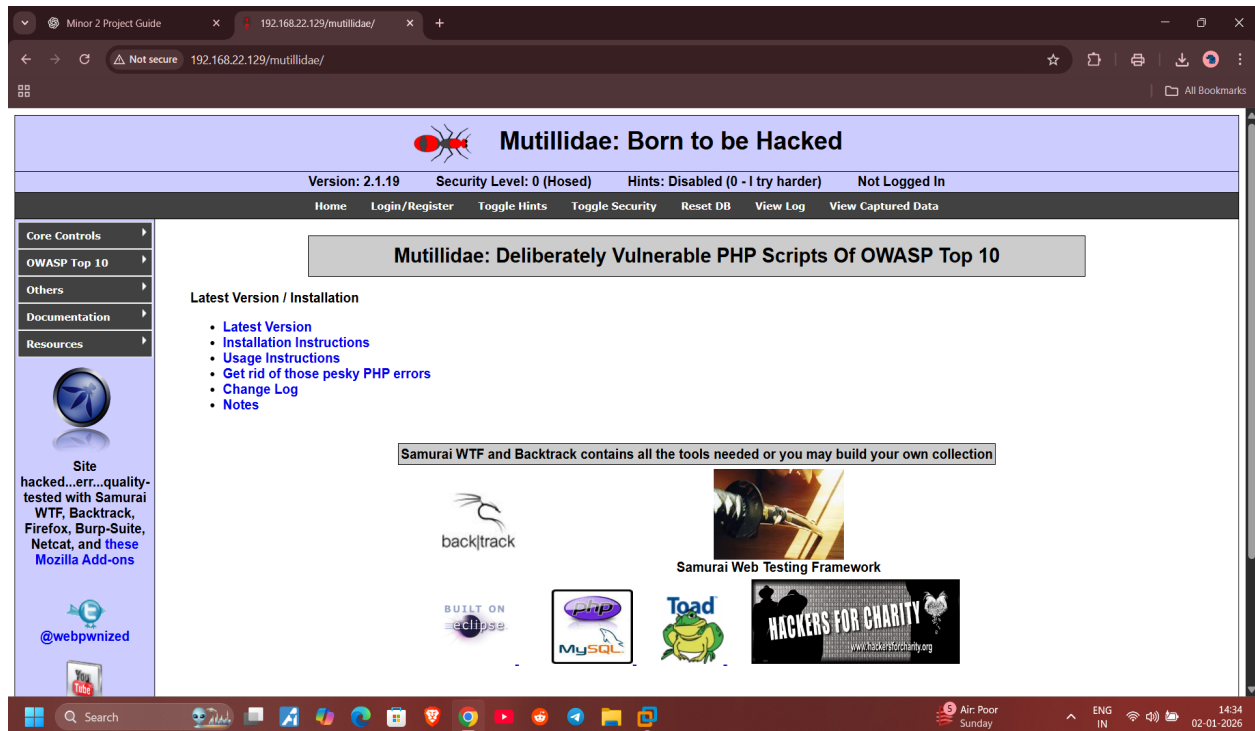 Minor 2 Project Guide
192.168.22.129/mutillidae/
Not secure 192.168.22.129/mutillidae/
All Bookmarks
Mutillidae: Born to be Hacked
Version: 2.1.19 Security Level: 0 (Hosed) Hints: Disabled (0 - I try harder) Not Logged In
Home Login/Register Toggle Hints Toggle Security Reset DB View Log View Captured Data
Core Controls
OWASP Top 10
Others
Documentation
Resources
Site
hacked...err...quality-
tested with Samurai
WTF, Backtrack,
Firefox, Burp-Suite,
Netcat, and these
Mozilla Add-ons
@webpwnized
You
Tube
Mutillidae: Deliberately Vulnerable PHP Scripts Of OWASP Top 10
Latest Version / Installation
Latest Version
Installation Instructions
Usage Instructions
Get rid of those pesky PHP errors
Change Log
Notes
Samurai WTF and Backtrack contains all the tools needed or you may build your own collection
back|track
Samurai Web Testing Framework
BUILT ON
eclipse
php
MySQL
Toad
HACKERS FOR CHARITY
www.hackersforcharity.org
Search
5
Air: Poor
Sunday
ENG
IN
14:34
02-01-2026